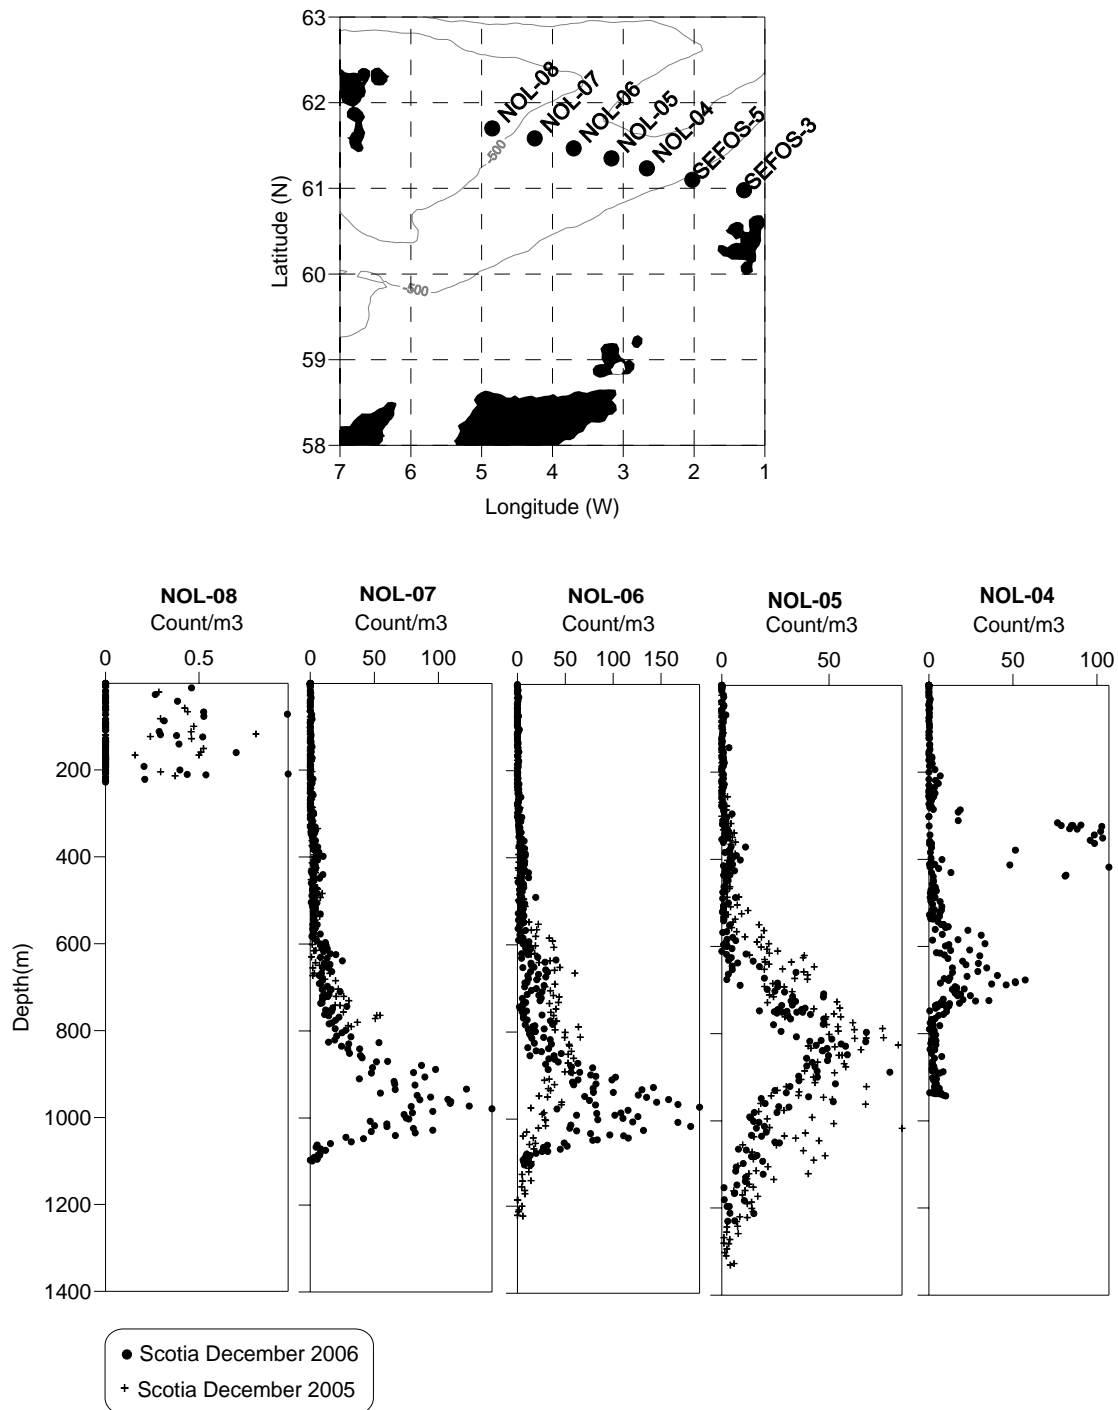 63
62
61
60
59
58
Latitude (N)
NOL-08
NOL-07
NOL-06
NOL-05
NOL-04
SEFOS-5
SEFOS-3
-500
-500
7 6 5 4 3 2 1
Longitude (W)
NOL-08 NOL-07 NOL-06 NOL-05 NOL-04
Count/m3 Count/m3 Count/m3 Count/m3 Count/m3
0 0.5 0 50 100 0 50 100 150 0 50 0 50 100
200
400
600
800
1000
1200
1400
Depth(m)
Scotia December 2006
Scotia December 2005